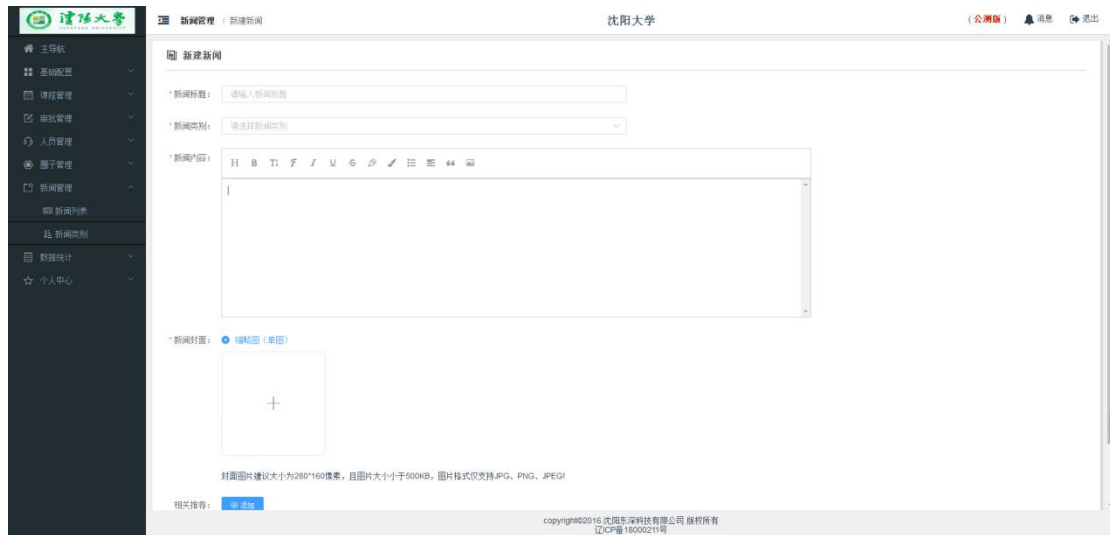 沈阳大学
新闻管理 / 新建新闻
沈阳大学
(公测版)
消息
退出
主导航
基础配置
课程管理
审批管理
人员管理
圈子管理
新闻管理
新闻列表
新闻类别
数据统计
个人中心
新建新闻
*新闻标题:
请输入新闻标题
*新闻类别:
请选择新闻类别
*新闻内容:
H B TI F I U S
*新闻封面:
缩略图(单图)
封面图片建议大小为280*160像素,且图片大小小于500KB,图片格式仅支持JPG、PNG、JPEG!
相关推荐:
添加
copyright©2016 沈阳东深科技有限公司 版权所有
辽ICP备18000211号